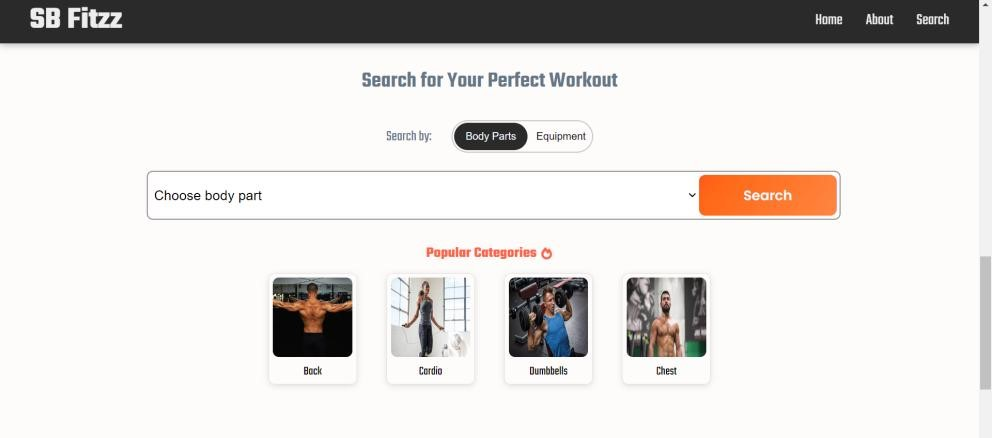 SB Fitzz
Home About Search
Search for Your Perfect Workout
Search by: Body Parts Equipment
Choose body part Search
Popular Categories
Back Cardio Dumbbells Chest